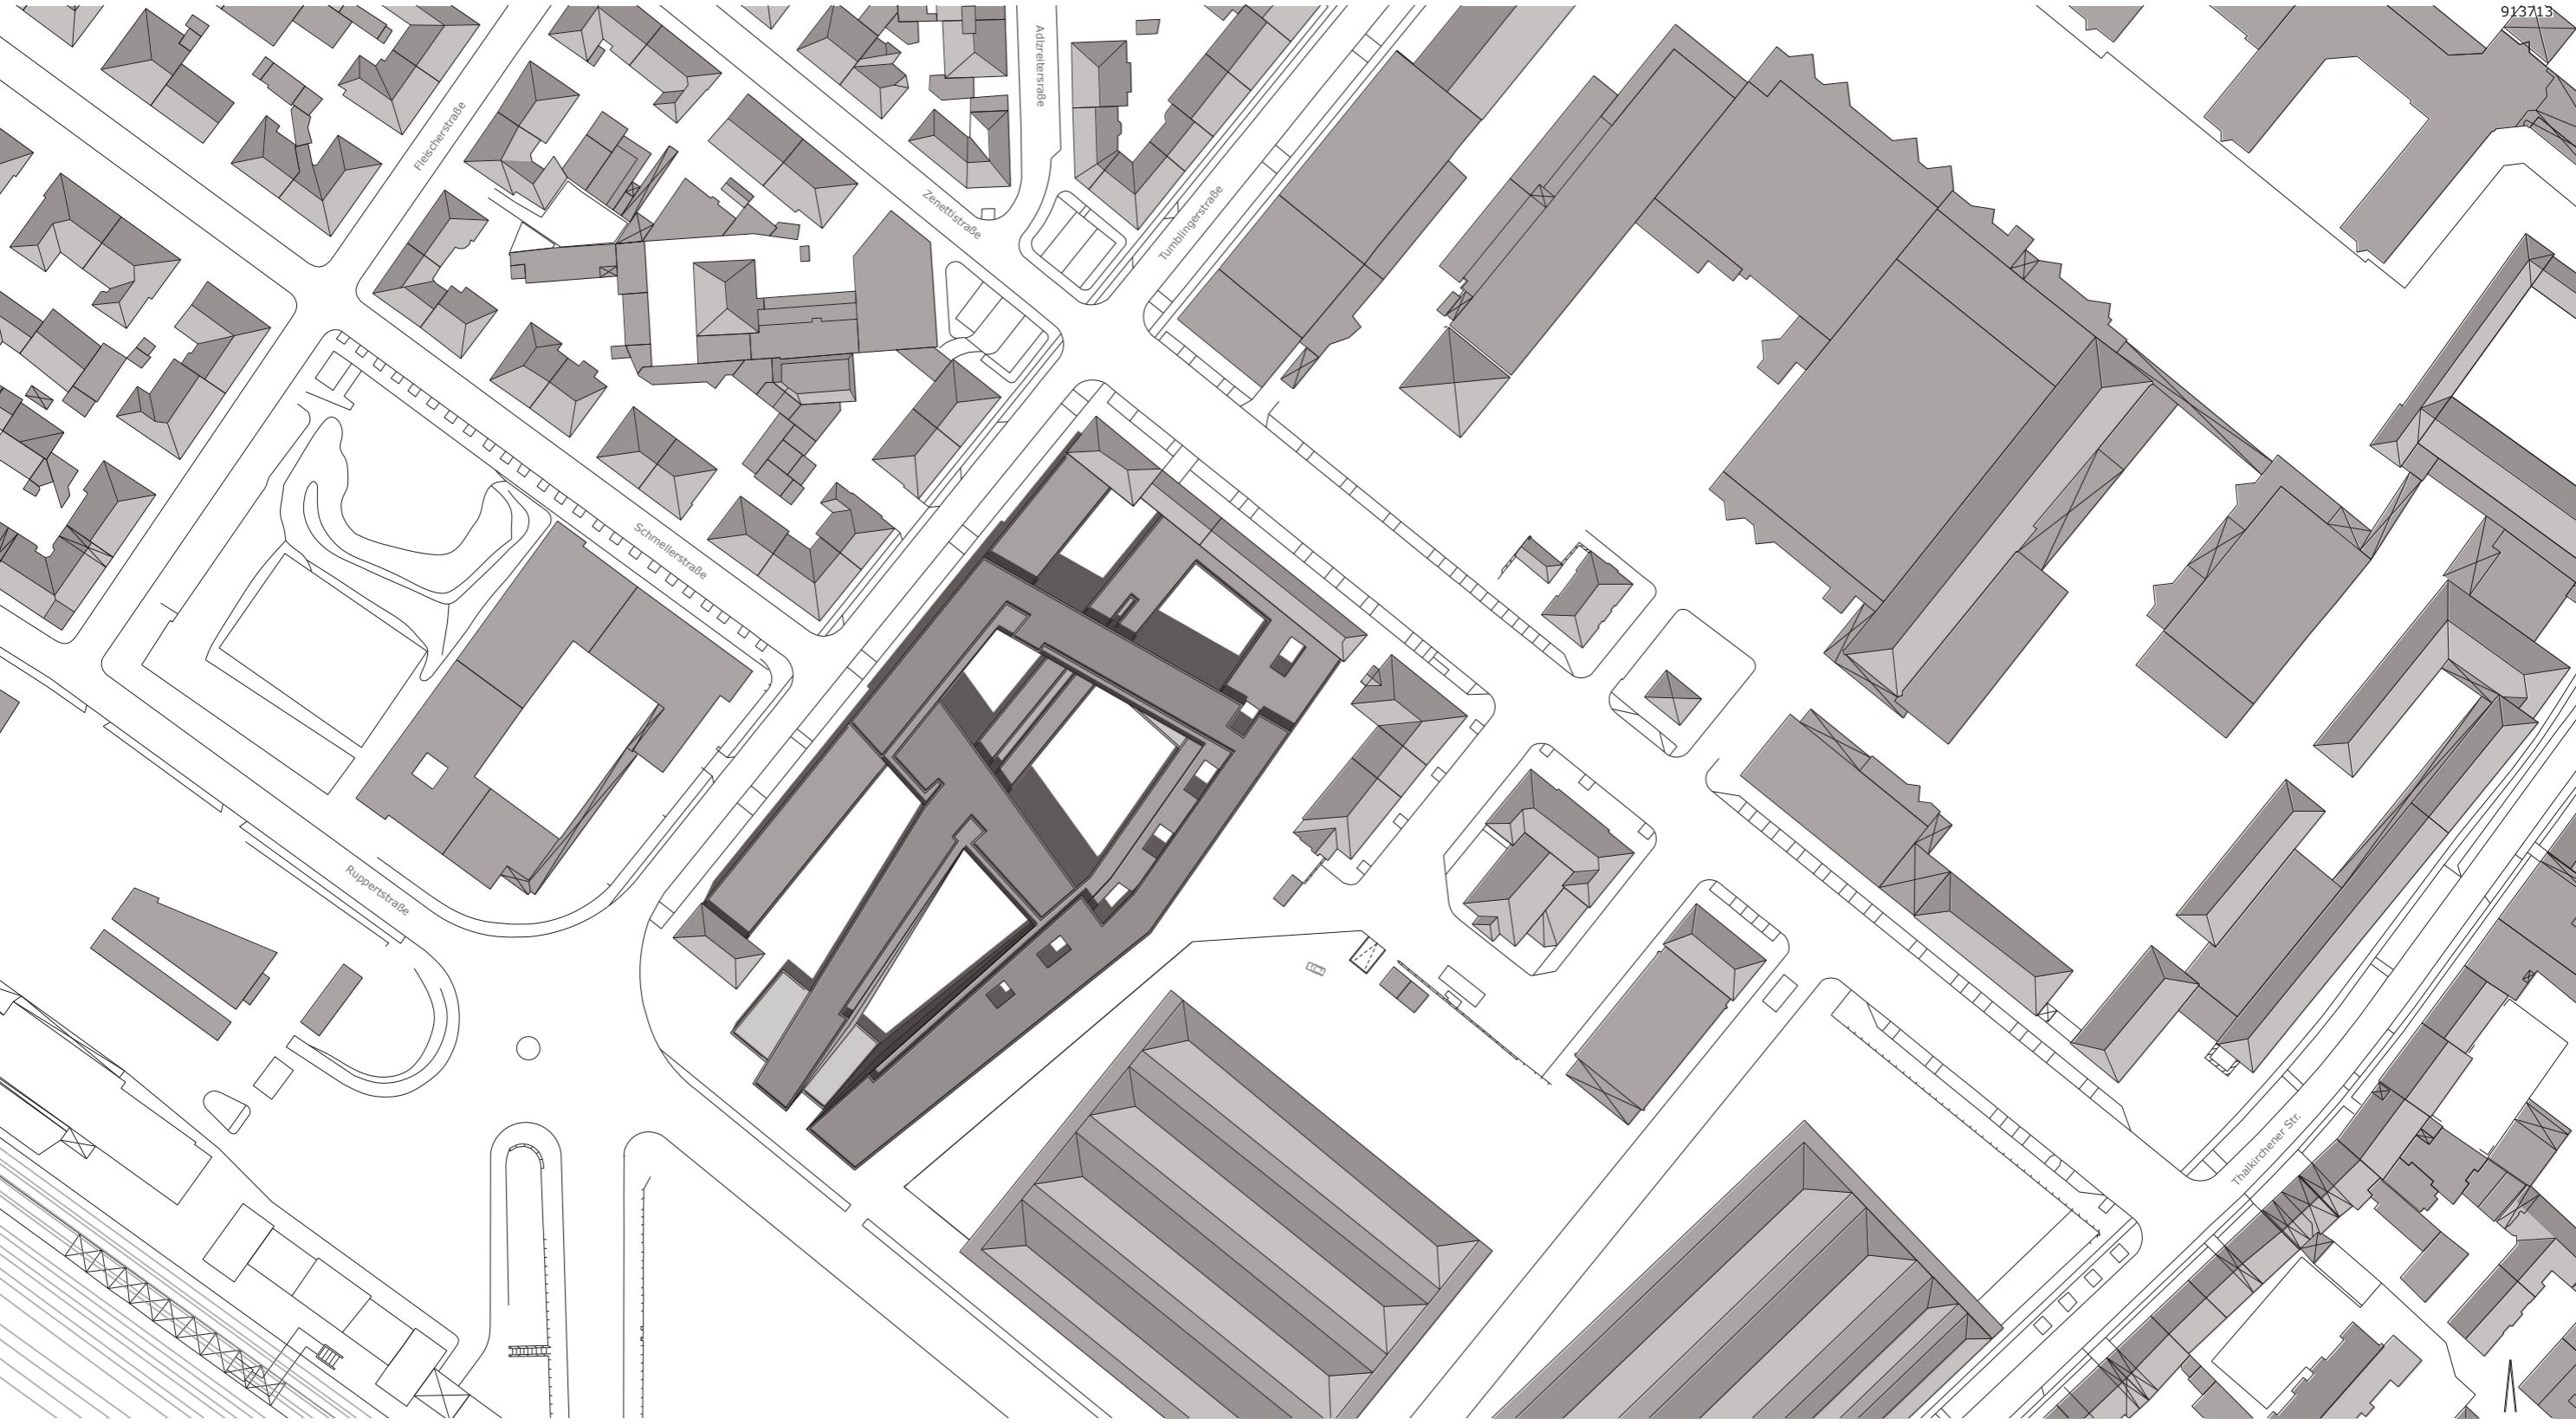 913713
Adlzreiterstraße
Fleischerstraße
Zenettistraße
Tumblingerstraße
Schmellerstraße
Ruppertstraße
Thalkirchener Str.